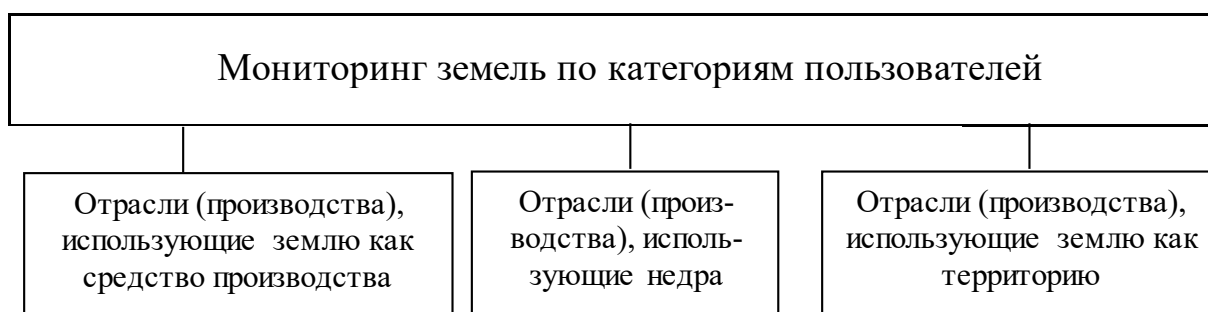 Мониторинг земель по категориям пользователей
Отрасли (производства),
использующие землю как
средство производства
Отрасли (произ-
водства), исполь-
зующие недра
Отрасли (производства),
использующие землю как
территорию